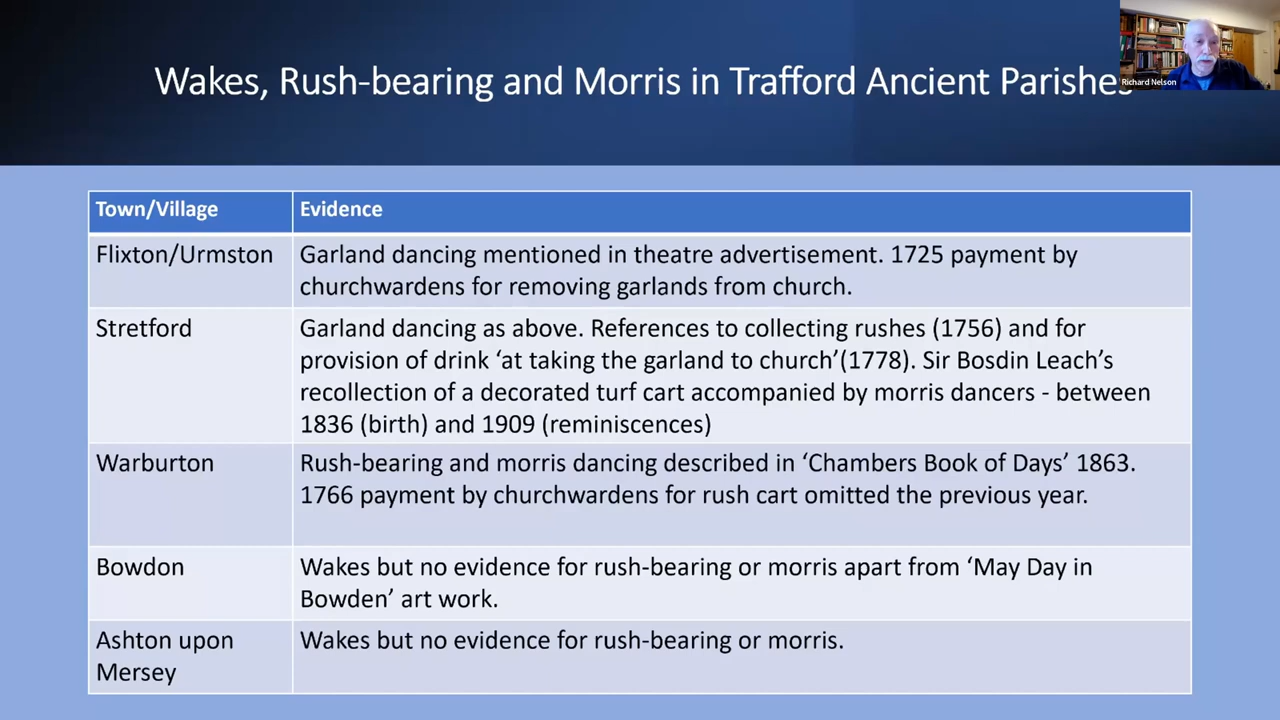 Wakes, Rush-bearing and Morris in Trafford Ancient Parishes
Richard Nelson
Town/Village
Evidence
Flixton/Urmston
Garland dancing mentioned in theatre advertisement. 1725 payment by
churchwardens for removing garlands from church.
Stretford
Garland dancing as above. References to collecting rushes (1756) and for
provision of drink ‘at taking the garland to church’(1778). Sir Bosdin Leach’s
recollection of a decorated turf cart accompanied by morris dancers - between
1836 (birth) and 1909 (reminiscences)
Warburton
Rush-bearing and morris dancing described in ‘Chambers Book of Days’ 1863.
1766 payment by churchwardens for rush cart omitted the previous year.
Bowdon
Wakes but no evidence for rush-bearing or morris apart from ‘May Day in
Bowden’ art work.
Ashton upon
Mersey
Wakes but no evidence for rush-bearing or morris.